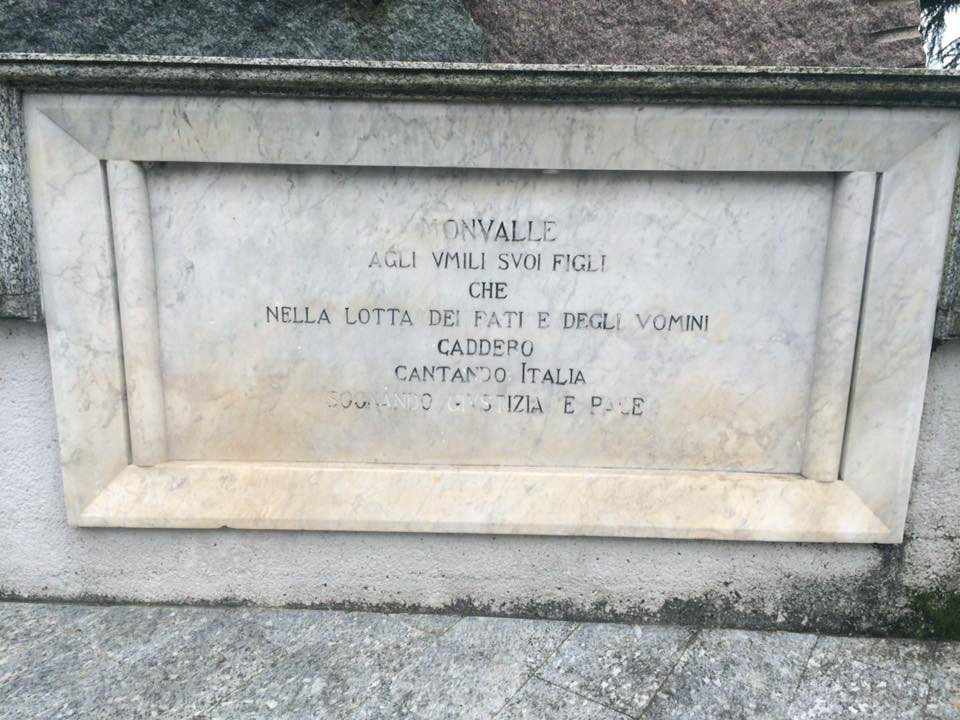 MONVALLE
AGLI VMILI SVOI FIGLI
CHE
NELLA LOTTA DEI FATI E DEGLI VOMINI
CADDERO
CANTANDO ITALIA
SOGNANDO GIVSTIZIA E PACE